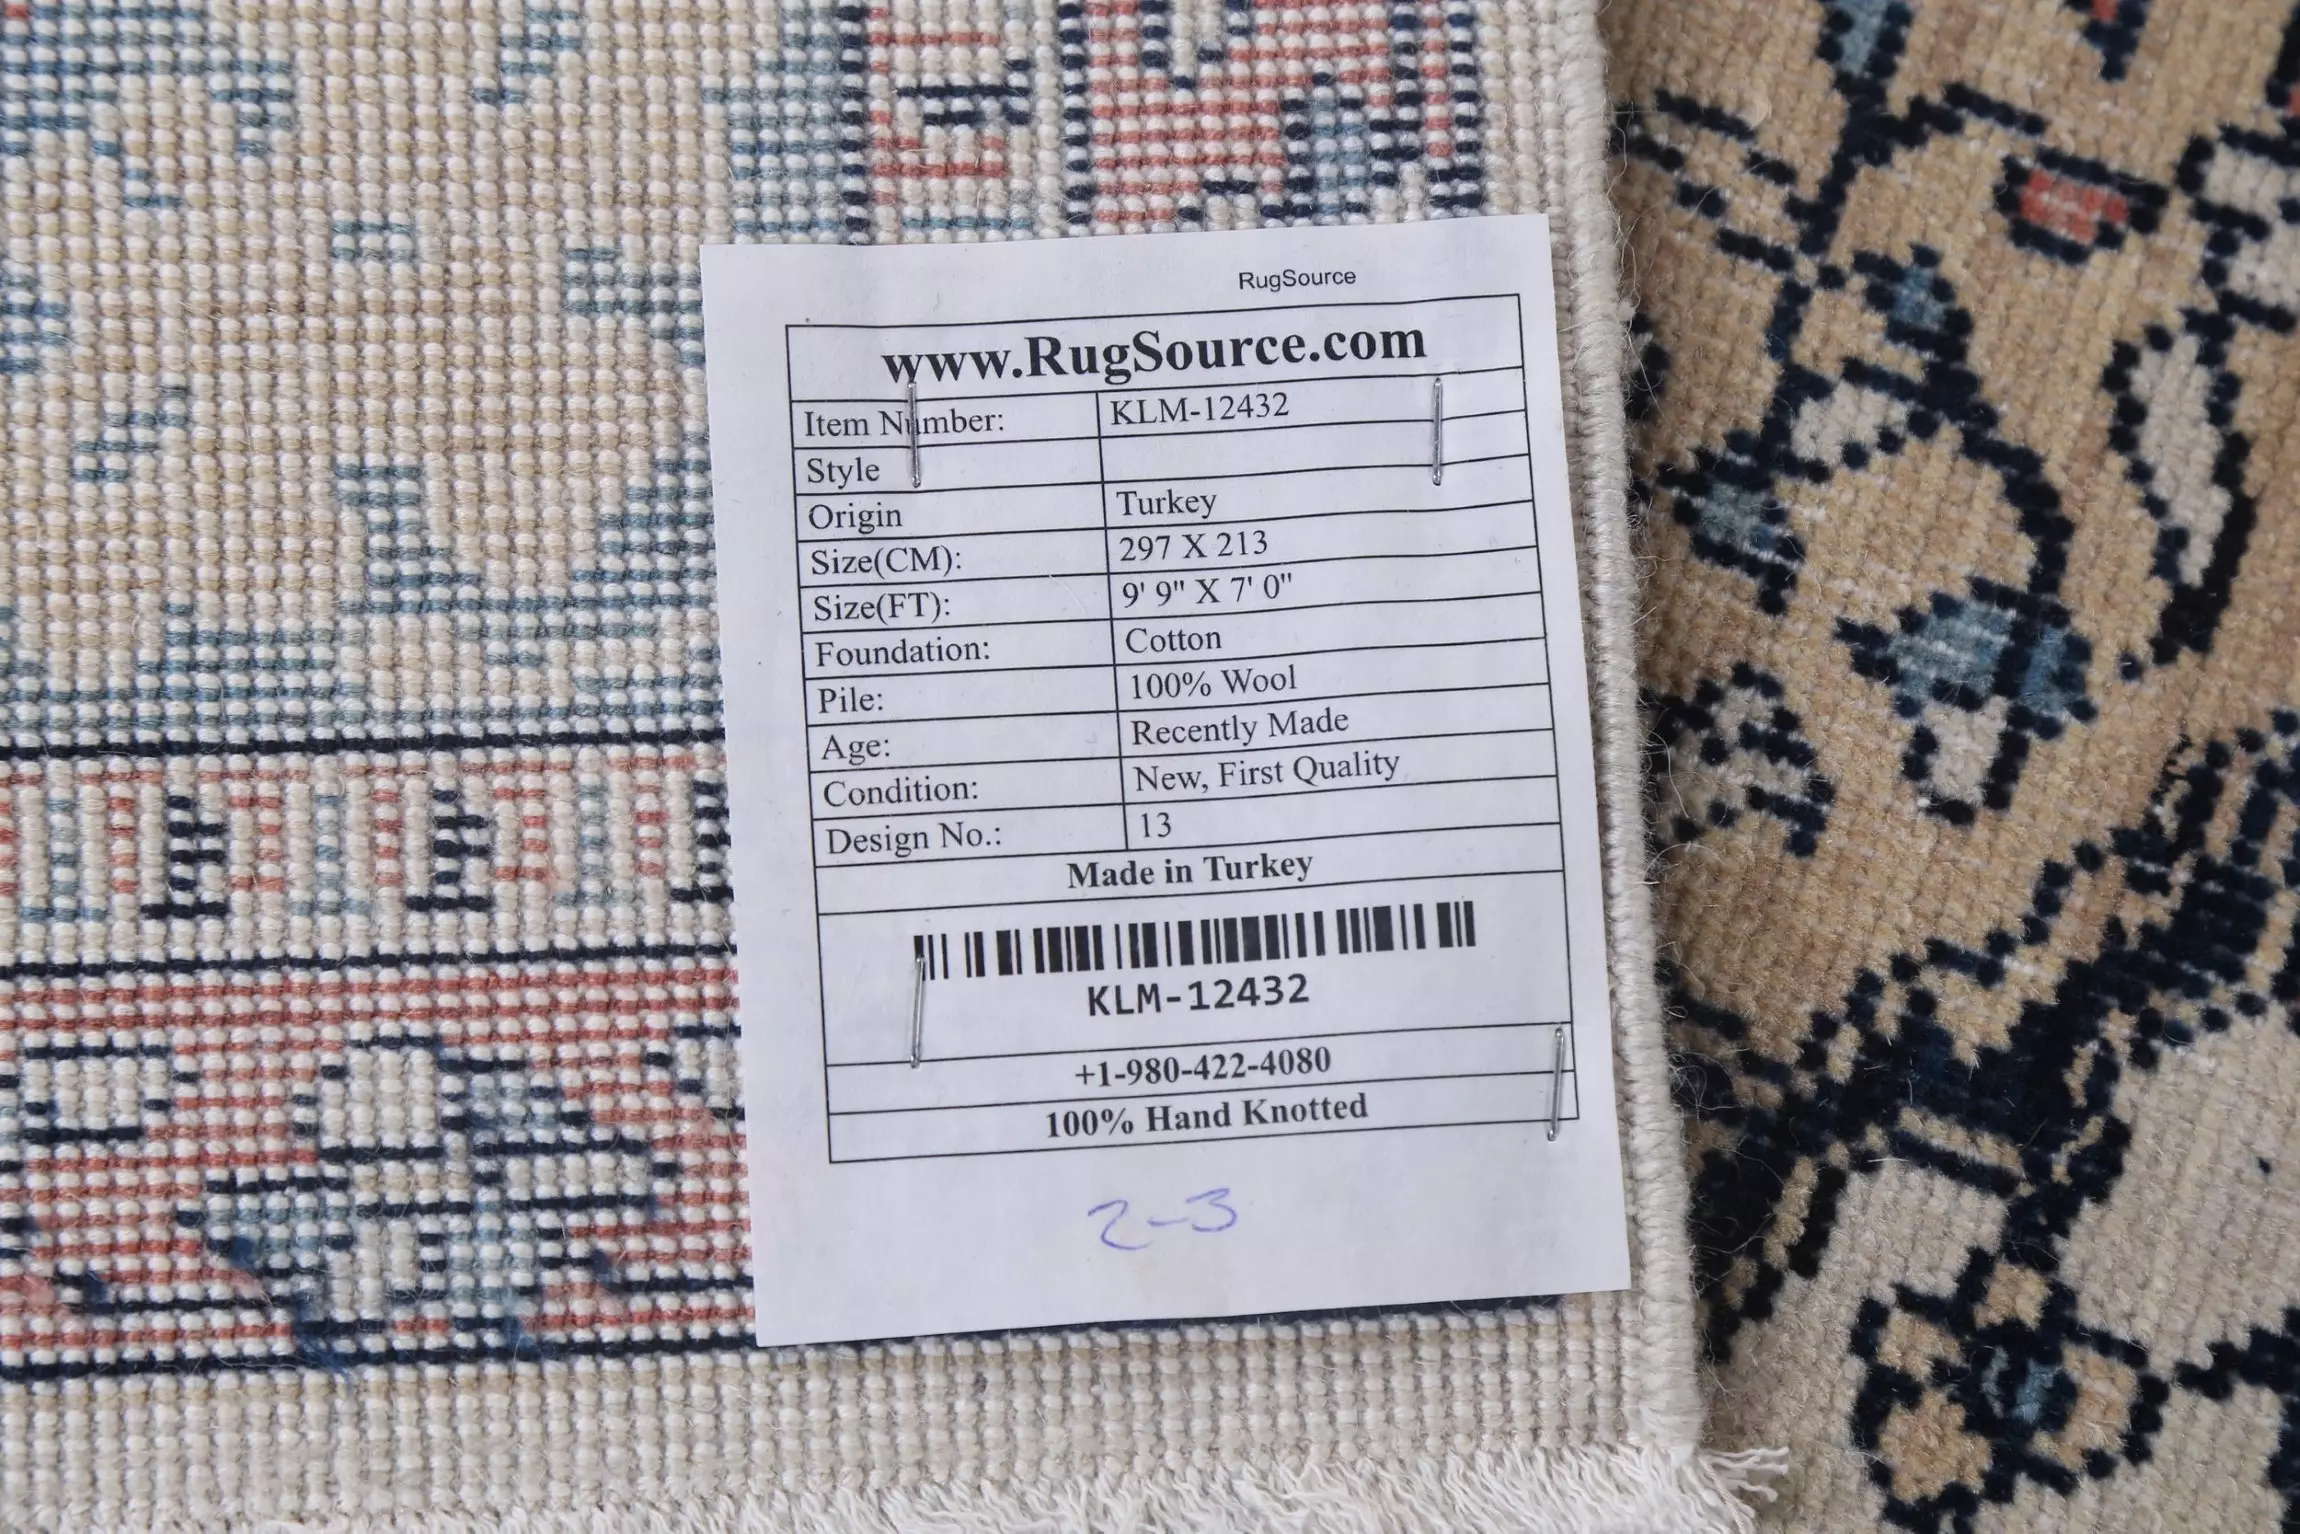 RugSource
www.RugSource.com
Item Number: KLM-12432
Style
Origin Turkey
Size(CM): 297 X 213
Size(FT): 9' 9" X 7' 0"
Foundation: Cotton
Pile: 100% Wool
Age: Recently Made
Condition: New, First Quality
Design No.: 13
Made in Turkey
KLM-12432
+1-980-422-4080
100% Hand Knotted
2-3